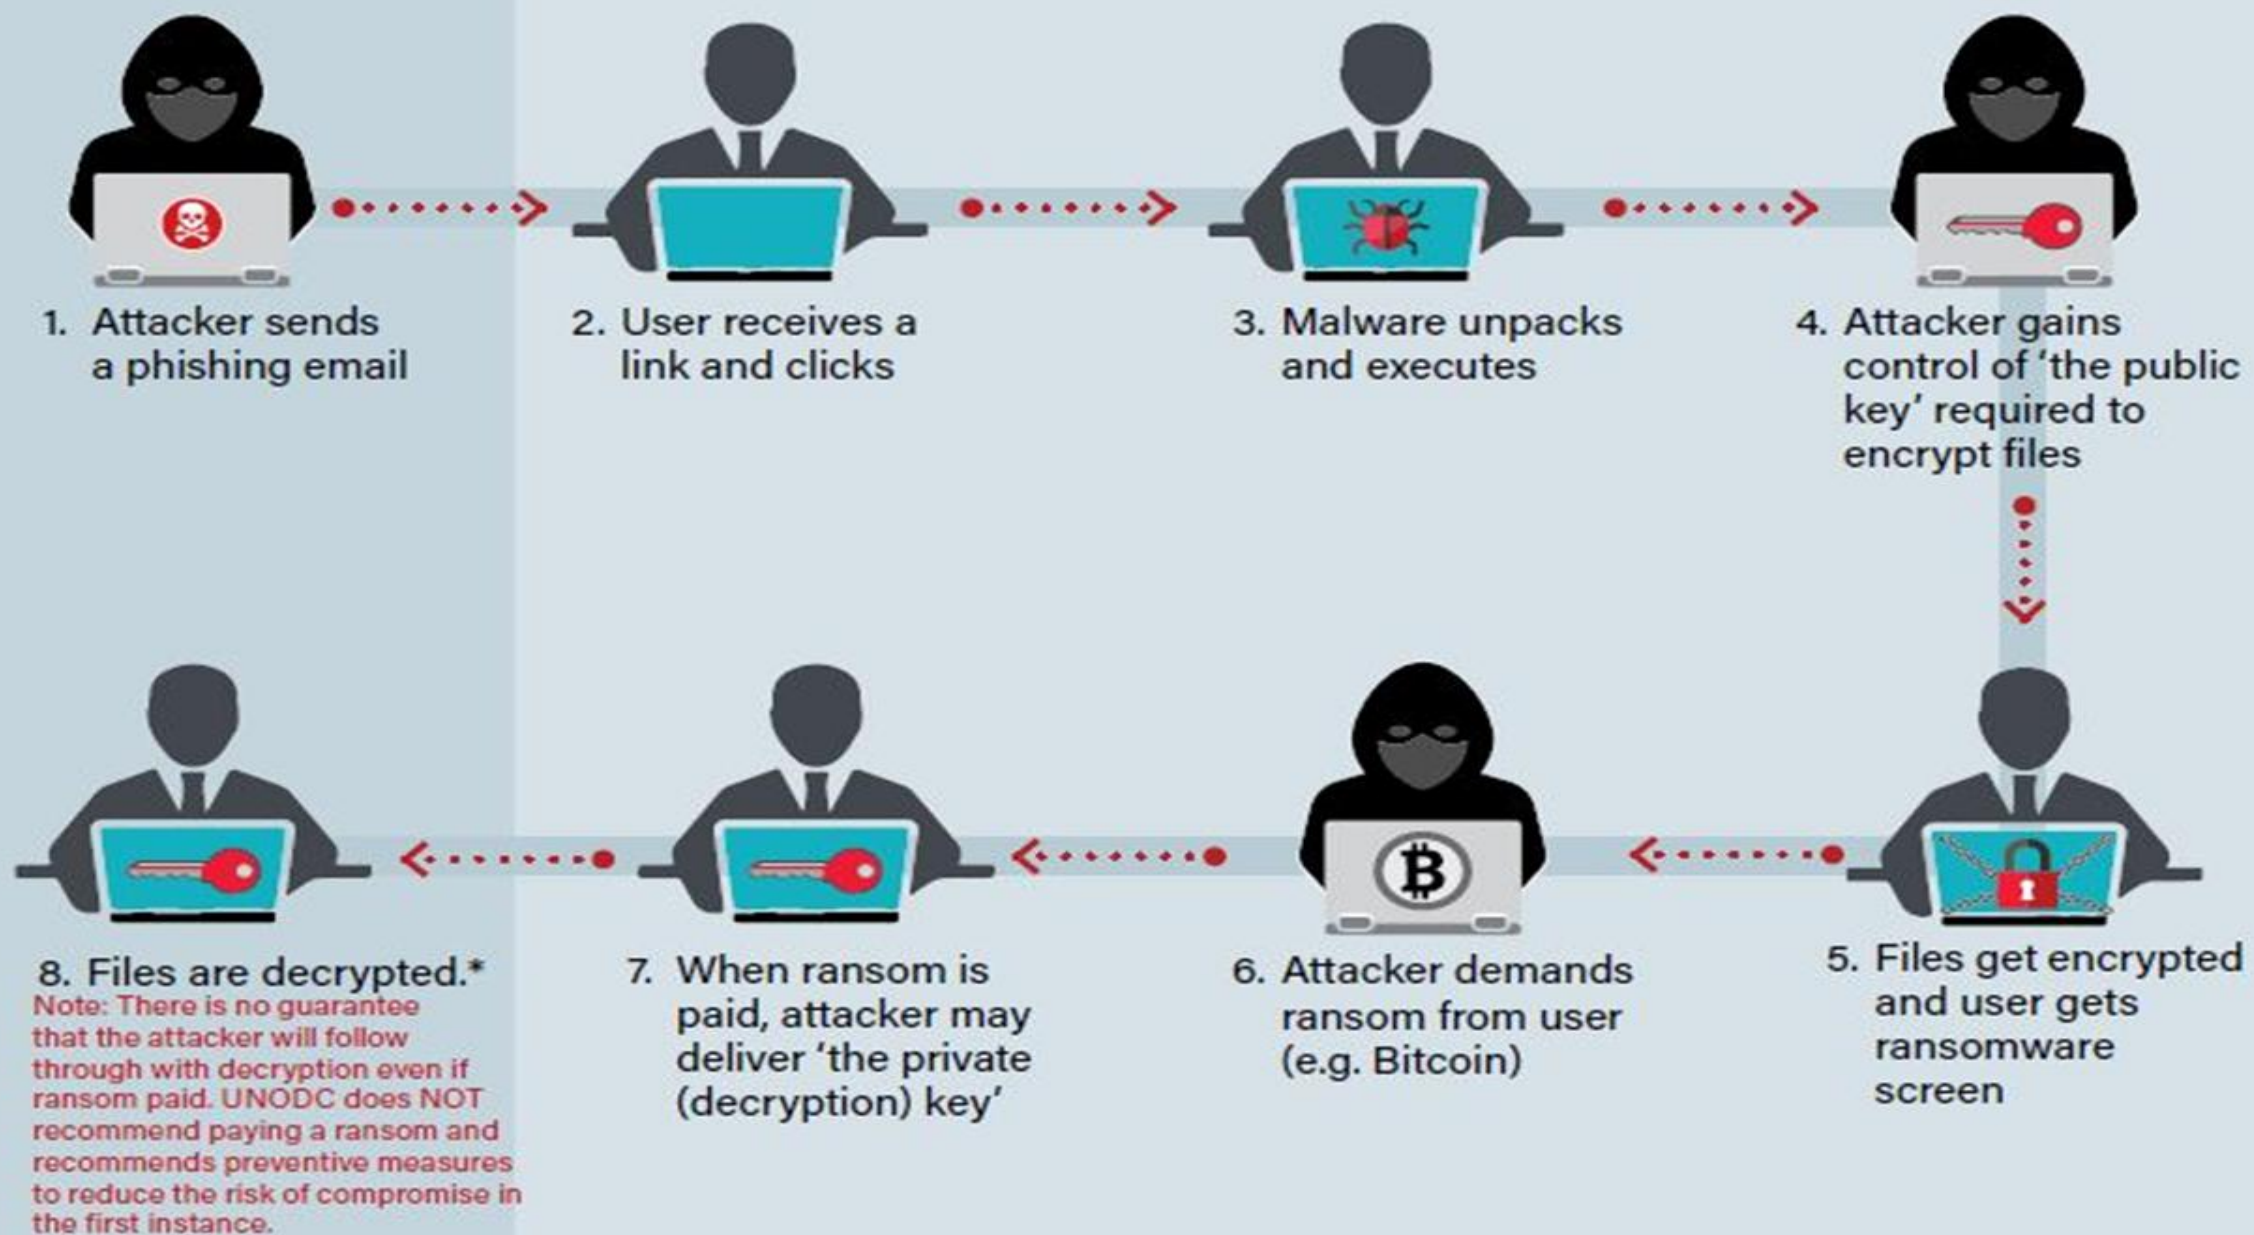 1. Attacker sends
a phishing email
2. User receives a
link and clicks
3. Malware unpacks
and executes
4. Attacker gains
control of ‘the public
key’ required to
encrypt files
5. Files get encrypted
and user gets
ransomware
screen
6. Attacker demands
ransom from user
(e.g. Bitcoin)
7. When ransom is
paid, attacker may
deliver ‘the private
(decryption) key’
8. Files are decrypted.*
Note: There is no guarantee
that the attacker will follow
through with decryption even if
ransom paid. UNODC does NOT
recommend paying a ransom and
recommends preventive measures
to reduce the risk of compromise in
the first instance.